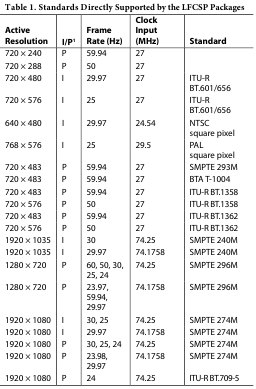 Table 1. Standards Directly Supported by the LFCSP Packages
Active Resolution I/P¹ Frame Rate (Hz) Clock Input (MHz) Standard
720 × 240 P 59.94 27
720 × 288 P 50 27
720 × 480 I 29.97 27 ITU-R
BT.601/656
720 × 576 I 25 27 ITU-R
BT.601/656
640 × 480 I 29.97 24.54 NTSC
square pixel
768 × 576 I 25 29.5 PAL
square pixel
720 × 483 P 59.94 27 SMPTE 293M
720 × 483 P 59.94 27 BTA T-1004
720 × 483 P 59.94 27 ITU-R BT.1358
720 × 576 P 50 27 ITU-R BT.1358
720 × 483 P 59.94 27 ITU-R BT.1362
720 × 576 P 50 27 ITU-R BT.1362
1920 × 1035 I 30 74.25 SMPTE 240M
1920 × 1035 I 29.97 74.1758 SMPTE 240M
1280 × 720 P 60, 50, 30, 74.25 SMPTE 296M
25, 24
1280 × 720 P 23.97, 74.1758 SMPTE 296M
59.94,
29.97
1920 × 1080 I 30, 25 74.25 SMPTE 274M
1920 × 1080 I 29.97 74.1758 SMPTE 274M
1920 × 1080 P 30, 25, 24 74.25 SMPTE 274M
1920 × 1080 P 23.98, 74.1758 SMPTE 274M
29.97
1920 × 1080 P 24 74.25 ITU-R BT.709-5